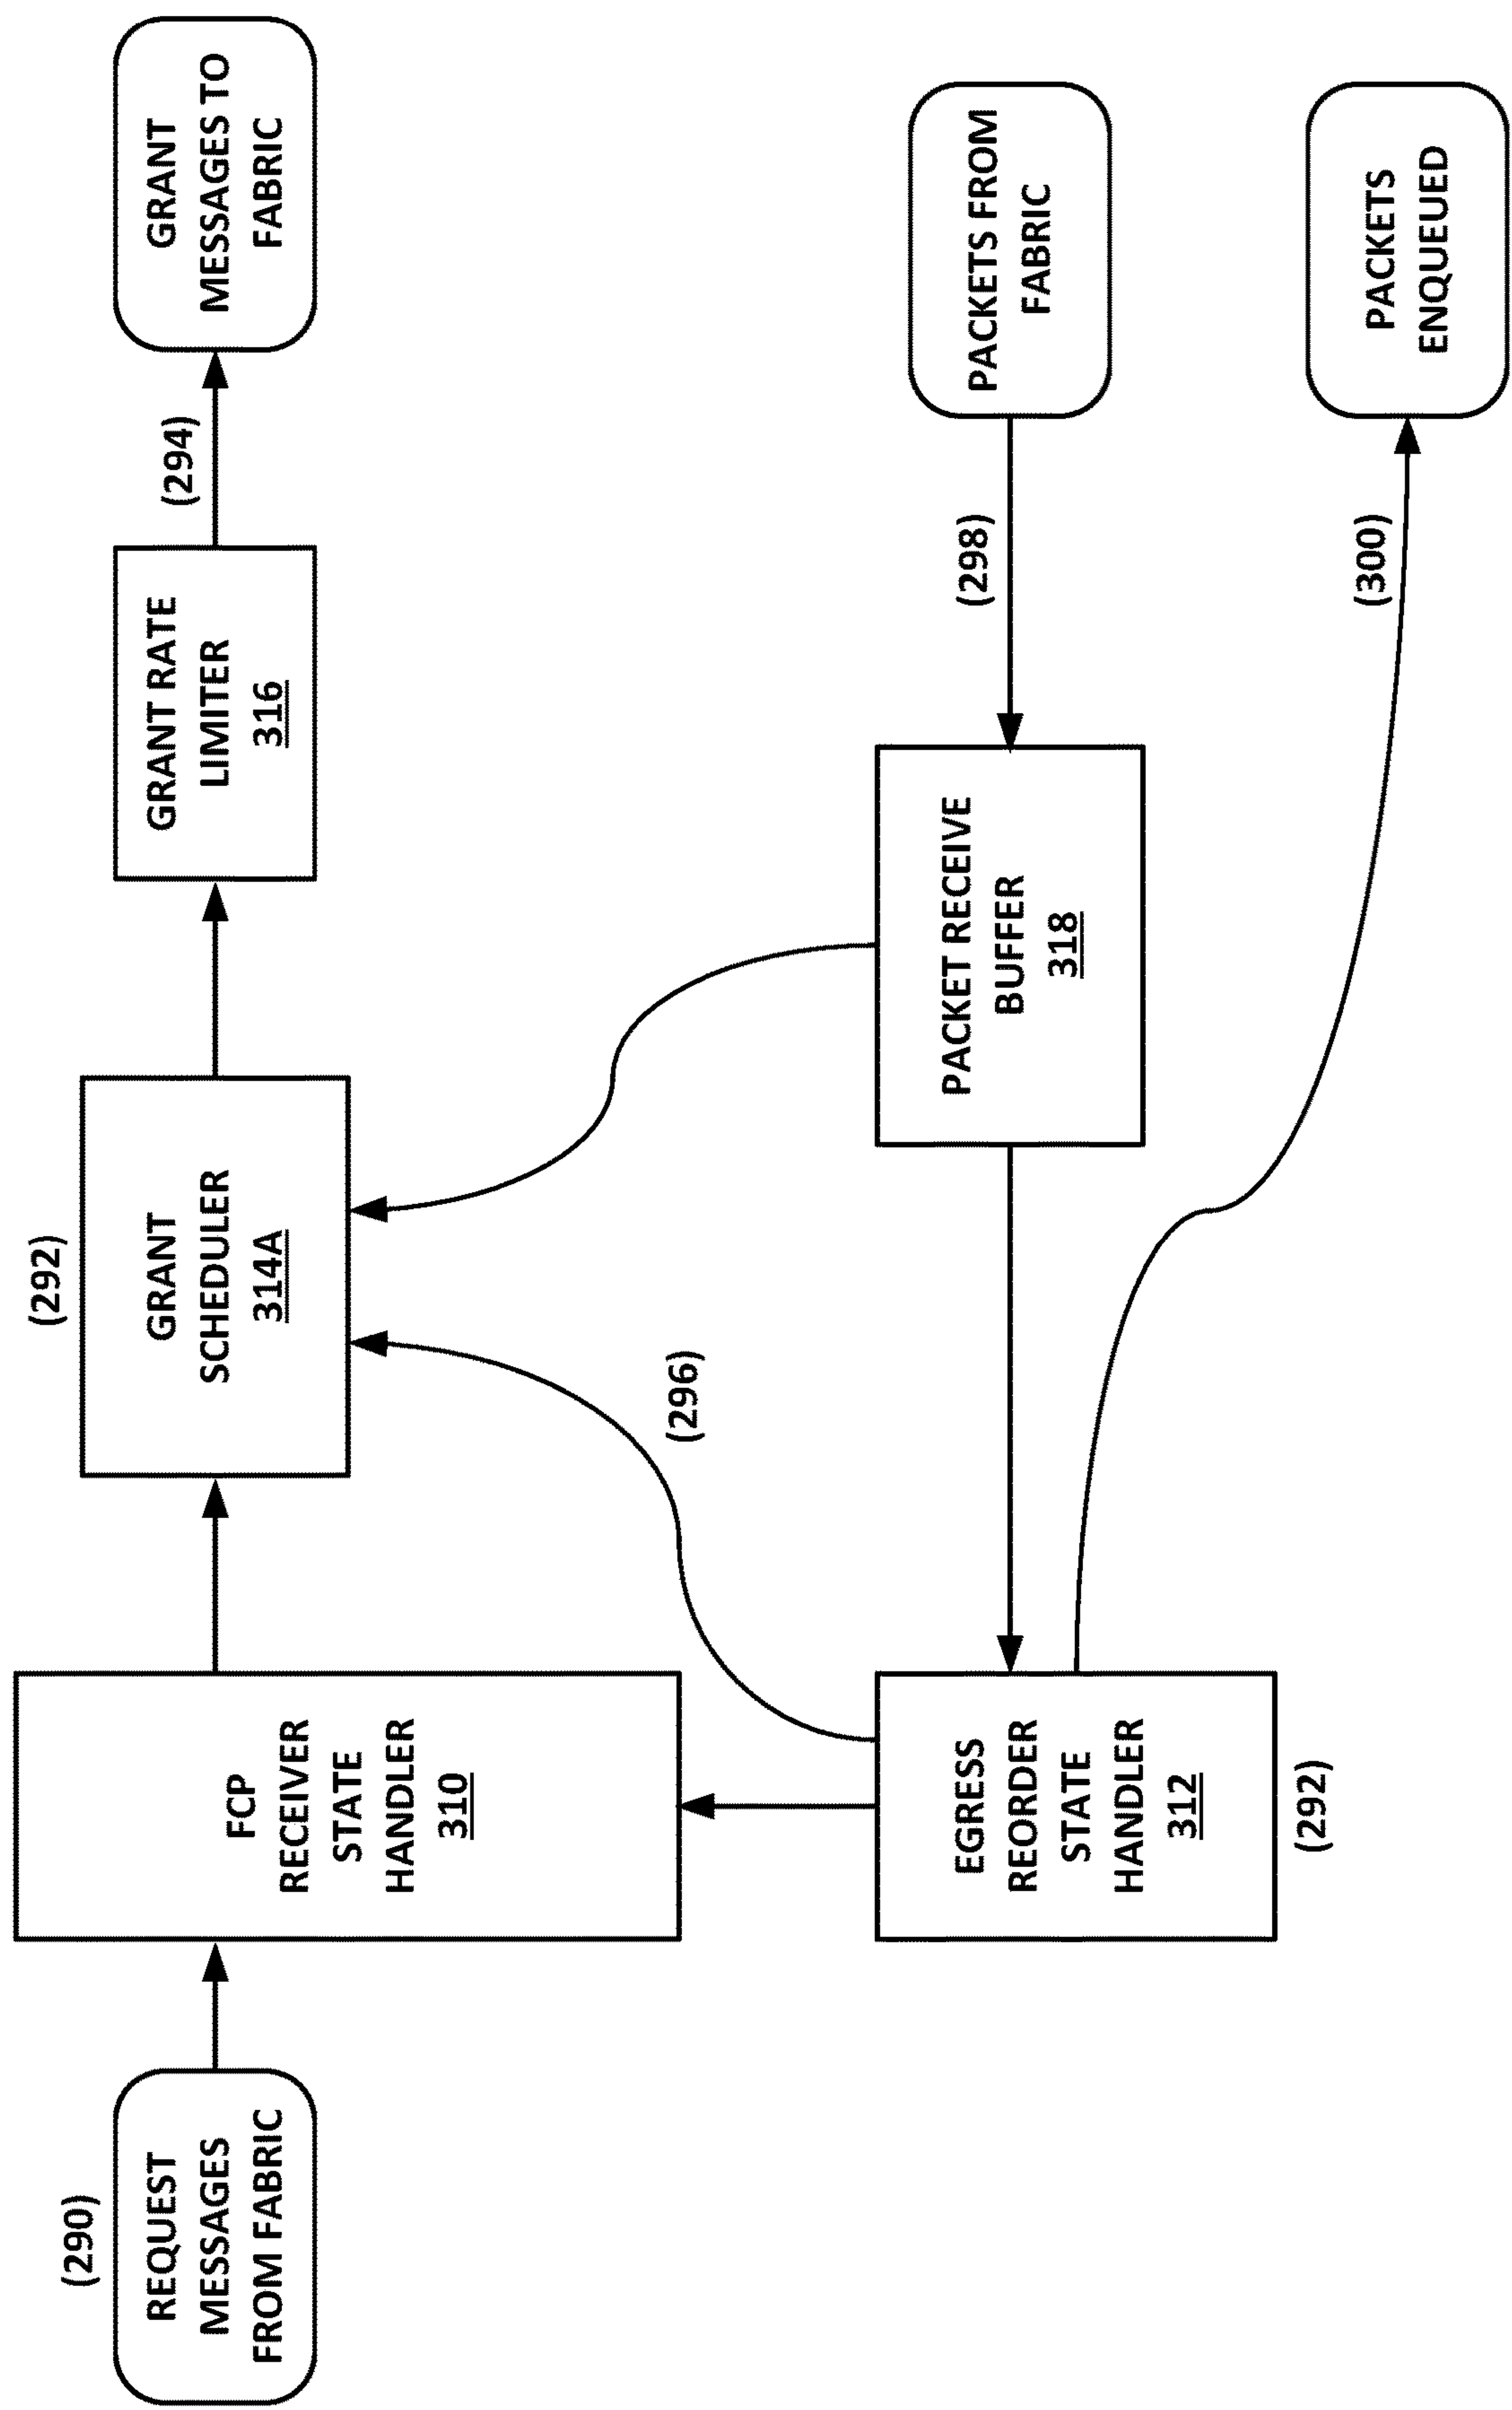 (290)
REQUEST
MESSAGES
FROM FABRIC
FCP
RECEIVER
STATE
HANDLER
310
(292)
GRANT
SCHEDULER
314A
GRANT RATE
LIMITER
316
(294)
GRANT
MESSAGES TO
FABRIC
(296)
EGRESS
REORDER
STATE
HANDLER
312
(292)
PACKET RECEIVE
BUFFER
318
(298)
PACKETS FROM
FABRIC
(300)
PACKETS
ENQUEUED